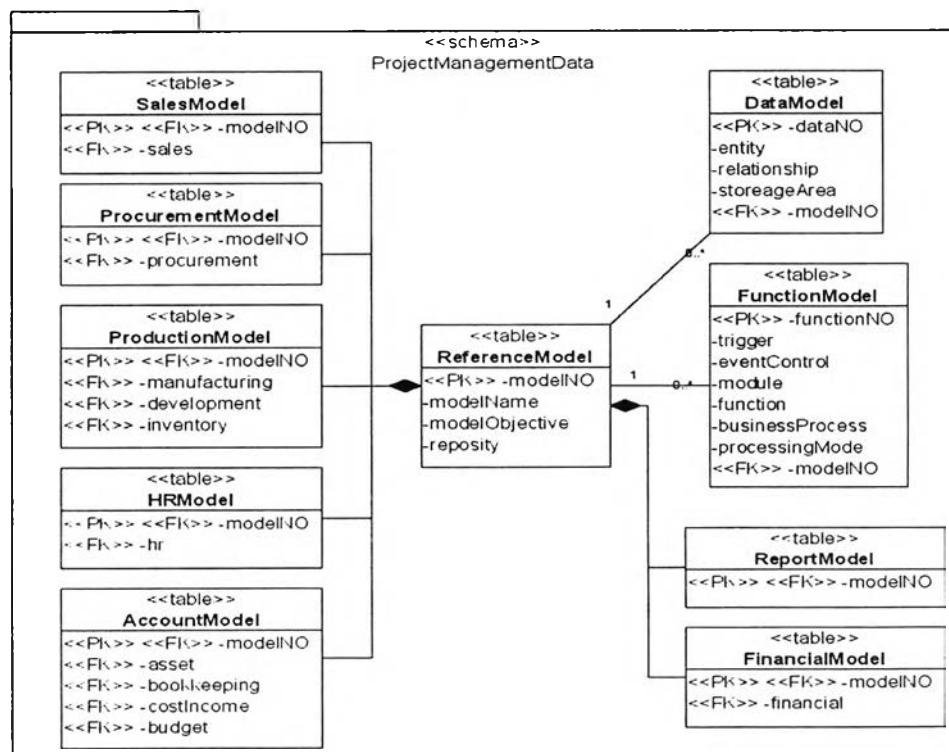 <<schema>>
ProjectManagementData
<<table>>
SalesModel
<<PK>> <<FK>> -modelNO
<<FK>> -sales
<<table>>
ProcurementModel
<<PK>> <<FK>> -modelNO
<<FK>> -procurement
<<table>>
ProductionModel
<<PK>> <<FK>> -modelNO
<<FK>> -manufacturing
<<FK>> -development
<<FK>> -inventory
<<table>>
HRModel
<<PK>> <<FK>> -modelNO
<<FK>> -hr
<<table>>
AccountModel
<<PK>> <<FK>> -modelNO
<<FK>> -asset
<<FK>> -bookkeeping
<<FK>> -costIncome
<<FK>> -budget
<<table>>
ReferenceModel
<<PK>> -modelNO
-modelName
-modelObjective
-reposity
1
0..*
1
0..*
<<table>>
DataModel
<<PK>> -dataNO
-entity
-relationship
-storeageArea
<<FK>> -modelNO
<<table>>
FunctionModel
<<PK>> -functionNO
-trigger
-eventControl
-module
-function
-businessProcess
-processingMode
<<FK>> -modelNO
<<table>>
ReportModel
<<PK>> <<FK>> -modelNO
<<table>>
FinancialModel
<<PK>> <<FK>> -modelNO
<<FK>> -financial